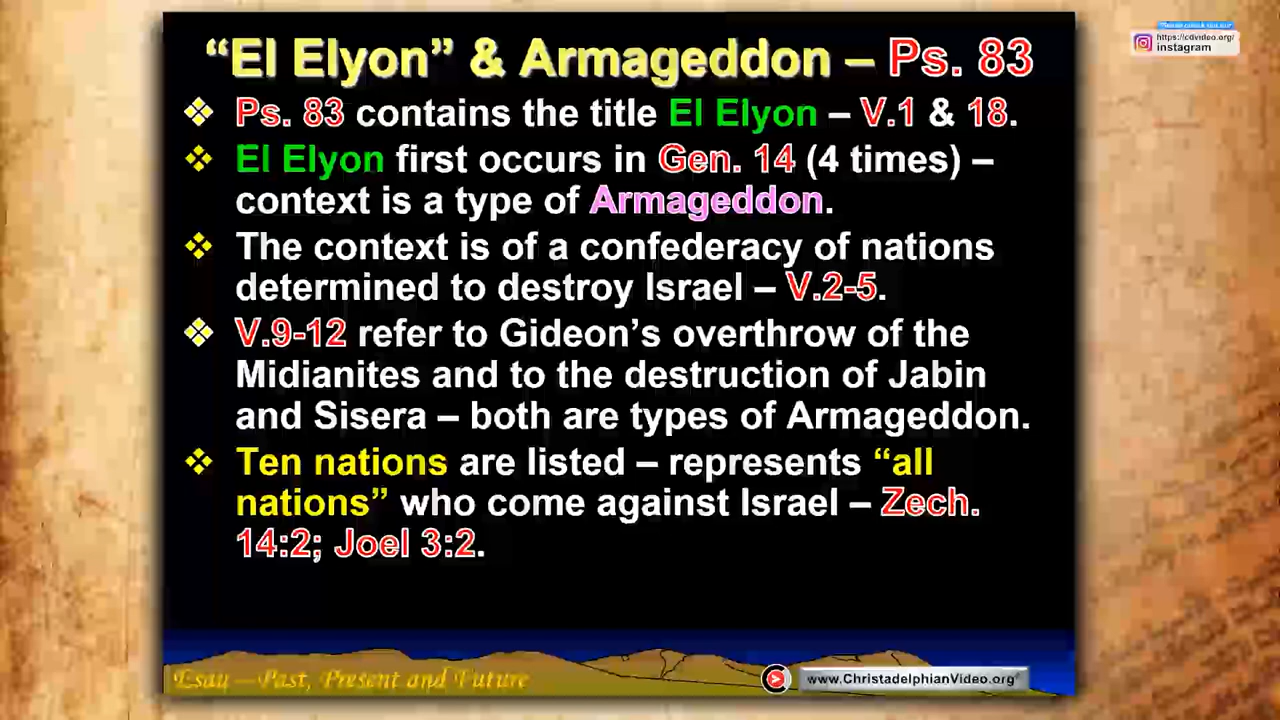 “El Elyon” & Armageddon – Ps. 83
❖ Ps. 83 contains the title El Elyon – V.1 & 18.
❖ El Elyon first occurs in Gen. 14 (4 times) –
context is a type of Armageddon.
❖ The context is of a confederacy of nations
determined to destroy Israel – V.2-5.
❖ V.9-12 refer to Gideon’s overthrow of the
Midianites and to the destruction of Jabin
and Sisera – both are types of Armageddon.
❖ Ten nations are listed – represents “all
nations” who come against Israel – Zech.
14:2; Joel 3:2.
Esau – Past, Present and Future
www.ChristadelphianVideo.org
https://cdvideo.org/
instagram